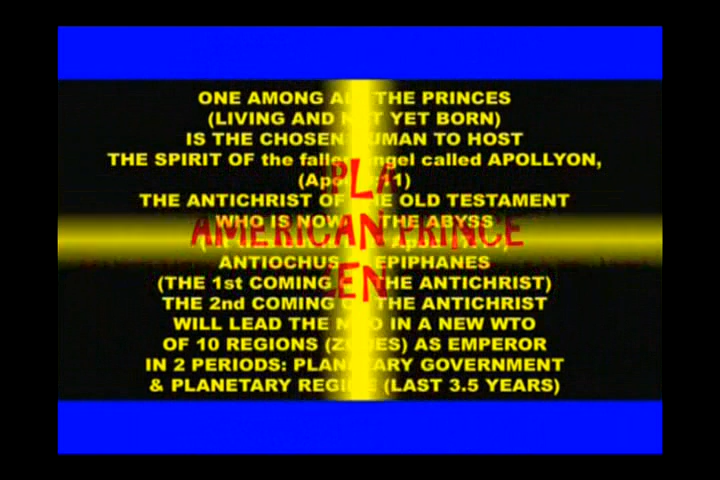 ONE AMONG THE PRINCES
(LIVING AND YET BORN)
IS THE CHOSEN TO HOST
THE SPIRIT OF the called APOLLYON,
PLA
THE ANTICHRIST OF OLD TESTAMENT
WHO IS NOW THE ABYSS
AMERICAN PRINCE
ANTIOCHUS EPIPHANES
(THE 1st COMING THE ANTICHRIST)
EN
THE 2nd COMING THE ANTICHRIST
WILL LEAD THE IN A NEW WTO
OF 10 REGIONS AS EMPEROR
IN 2 PERIODS: GOVERNMENT
& PLANETARY (LAST 3.5 YEARS)